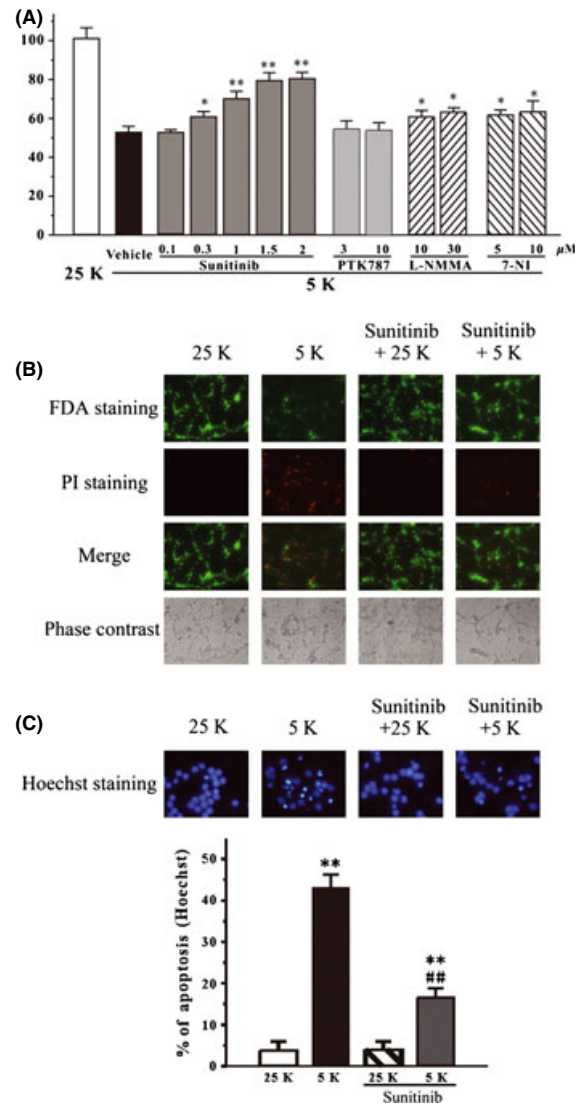 (A)
100
80
60
40
20
0
* ** ** ** * * * *
Vehicle 0.1 0.3 1 1.5 2 3 10 10 30 5 10 μM
Sunitinib PTK787 L-NMMA 7-NI
25 K 5 K
(B)
25 K 5 K Sunitinib + 25 K Sunitinib + 5 K
FDA staining
PI staining
Merge
Phase contrast
(C)
25 K 5 K Sunitinib +25 K Sunitinib +5 K
Hoechst staining
% of apoptosis (Hoechst)
50
40
30
20
10
0
**
**
##
25 K 5 K 25 K 5 K
Sunitinib